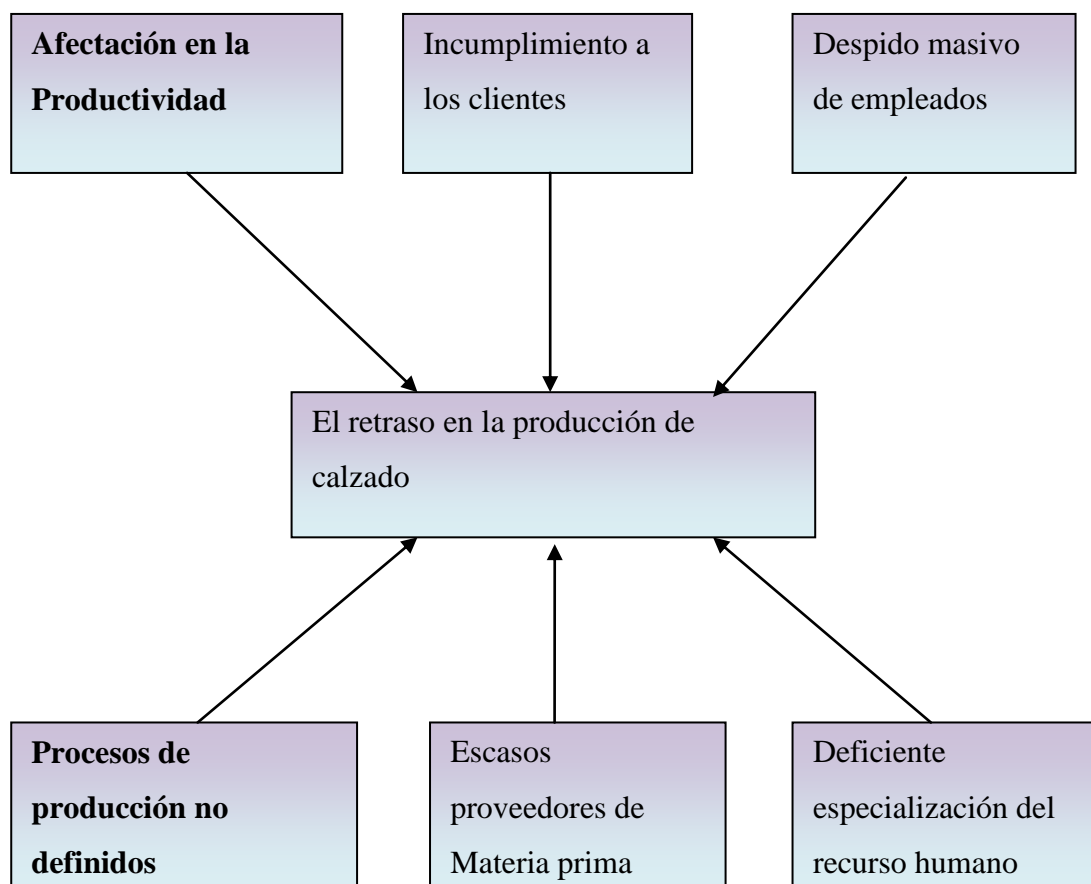 Afectación en la
Productividad
Incumplimiento a
los clientes
Despido masivo
de empleados
El retraso en la producción de
calzado
Procesos de
producción no
definidos
Escasos
proveedores de
Materia prima
Deficiente
especialización del
recurso humano